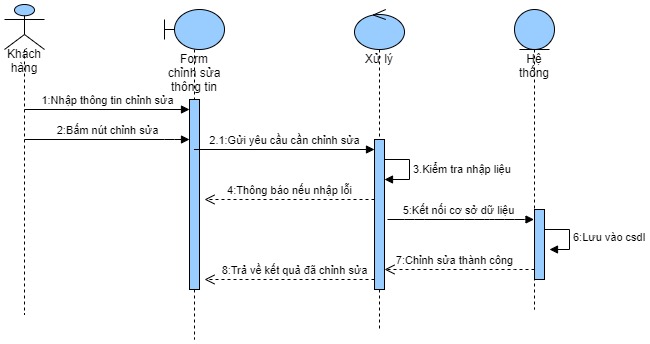 Khách
hàng
Form
chỉnh sửa
thông tin
Xử lý
Hệ
thống
1:Nhập thông tin chỉnh sửa
2:Bấm nút chỉnh sửa
2.1:Gửi yêu cầu cần chỉnh sửa
3.Kiểm tra nhập liệu
4:Thông báo nếu nhập lỗi
5:Kết nối cơ sở dữ liệu
6:Lưu vào csdl
7:Chỉnh sửa thành công
8:Trả về kết quả đã chỉnh sửa